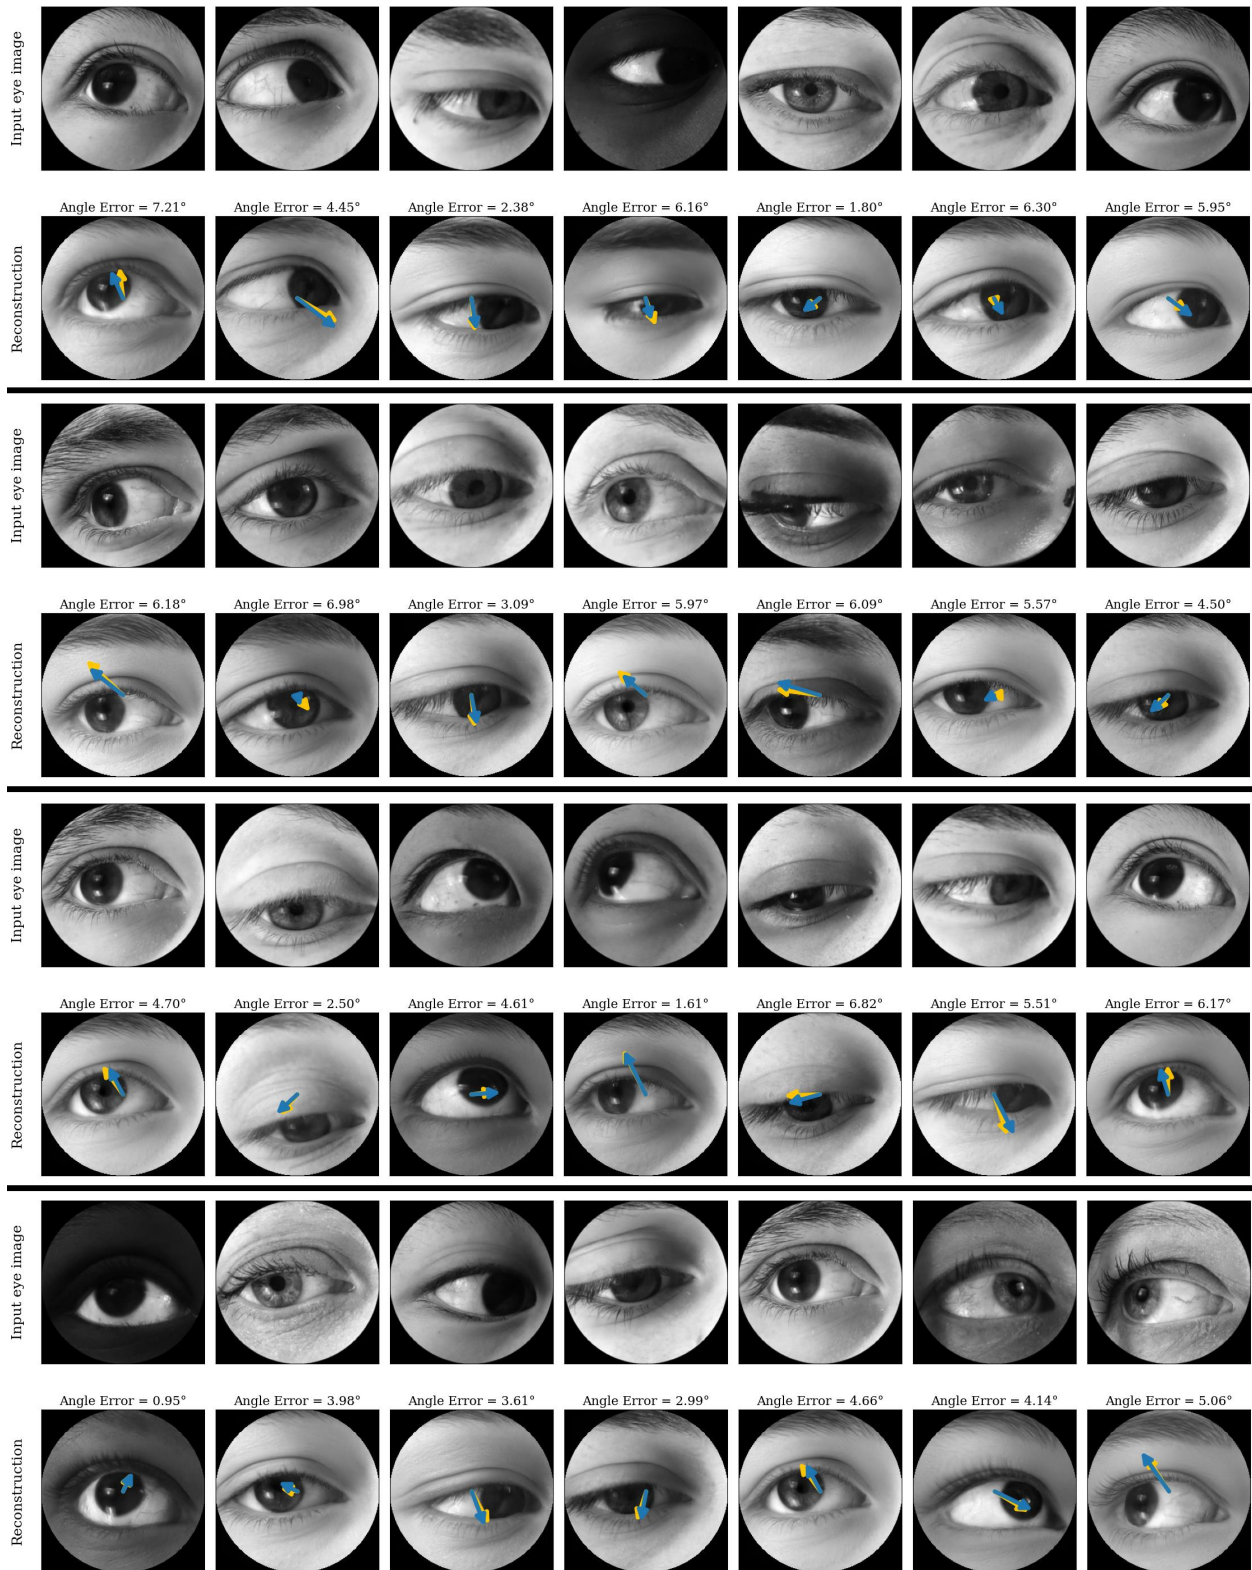 Input eye image
Angle Error = 7.21° Angle Error = 4.45° Angle Error = 2.38° Angle Error = 6.16° Angle Error = 1.80° Angle Error = 6.30° Angle Error = 5.95°
Reconstruction
Input eye image
Angle Error = 6.18° Angle Error = 6.98° Angle Error = 3.09° Angle Error = 5.97° Angle Error = 6.09° Angle Error = 5.57° Angle Error = 4.50°
Reconstruction
Input eye image
Angle Error = 4.70° Angle Error = 2.50° Angle Error = 4.61° Angle Error = 1.61° Angle Error = 6.82° Angle Error = 5.51° Angle Error = 6.17°
Reconstruction
Input eye image
Angle Error = 0.95° Angle Error = 3.98° Angle Error = 3.61° Angle Error = 2.99° Angle Error = 4.66° Angle Error = 4.14° Angle Error = 5.06°
Reconstruction